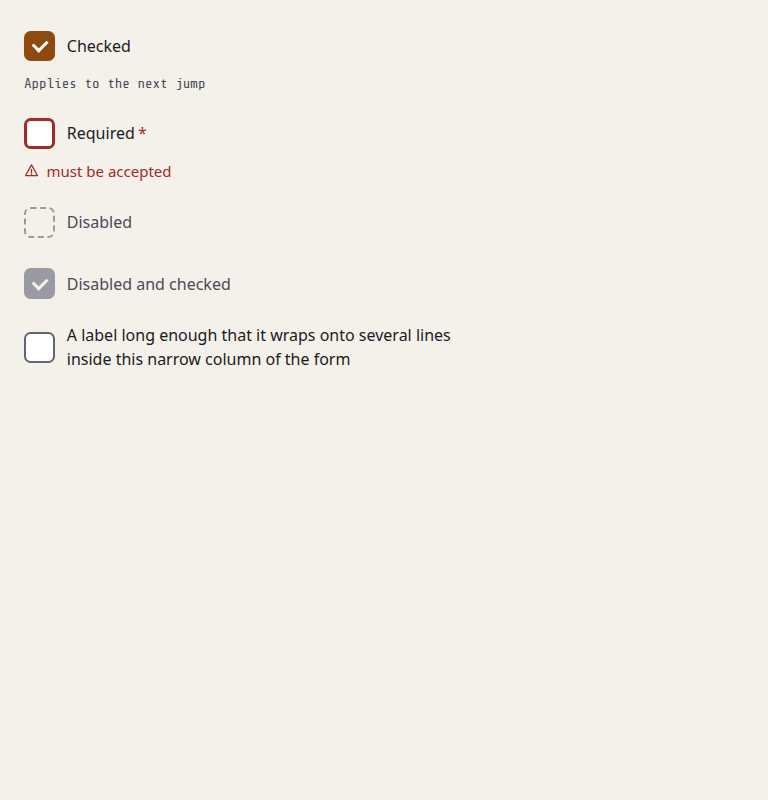 Checked
Applies to the next jump
Required *
must be accepted
Disabled
Disabled and checked
A label long enough that it wraps onto several lines
inside this narrow column of the form